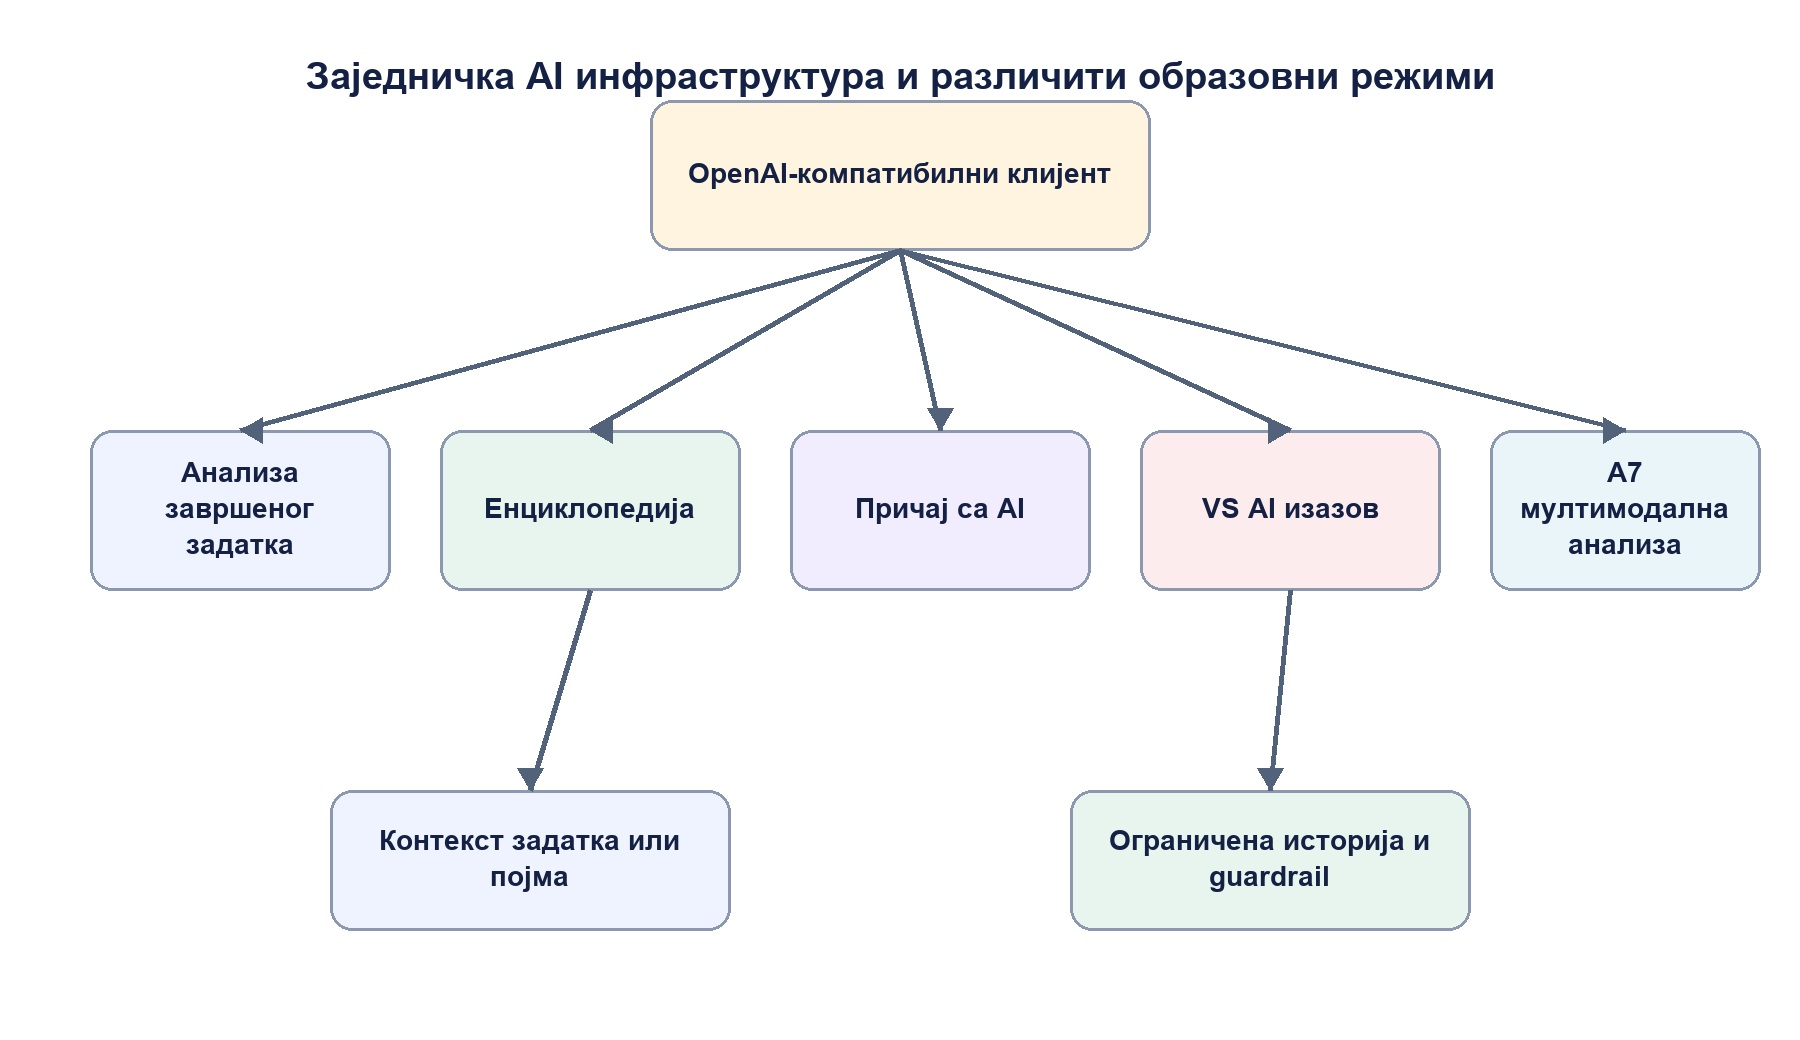 Заједничка AI инфраструктура и различити образовни режими
OpenAI-компатибилни клијент
Анализа
завршеног
задатка
Енциклопедија
Причај са AI
VS AI изазов
А7
мултимодална
анализа
Контекст задатка или
појма
Ограничена историја и
guardrail